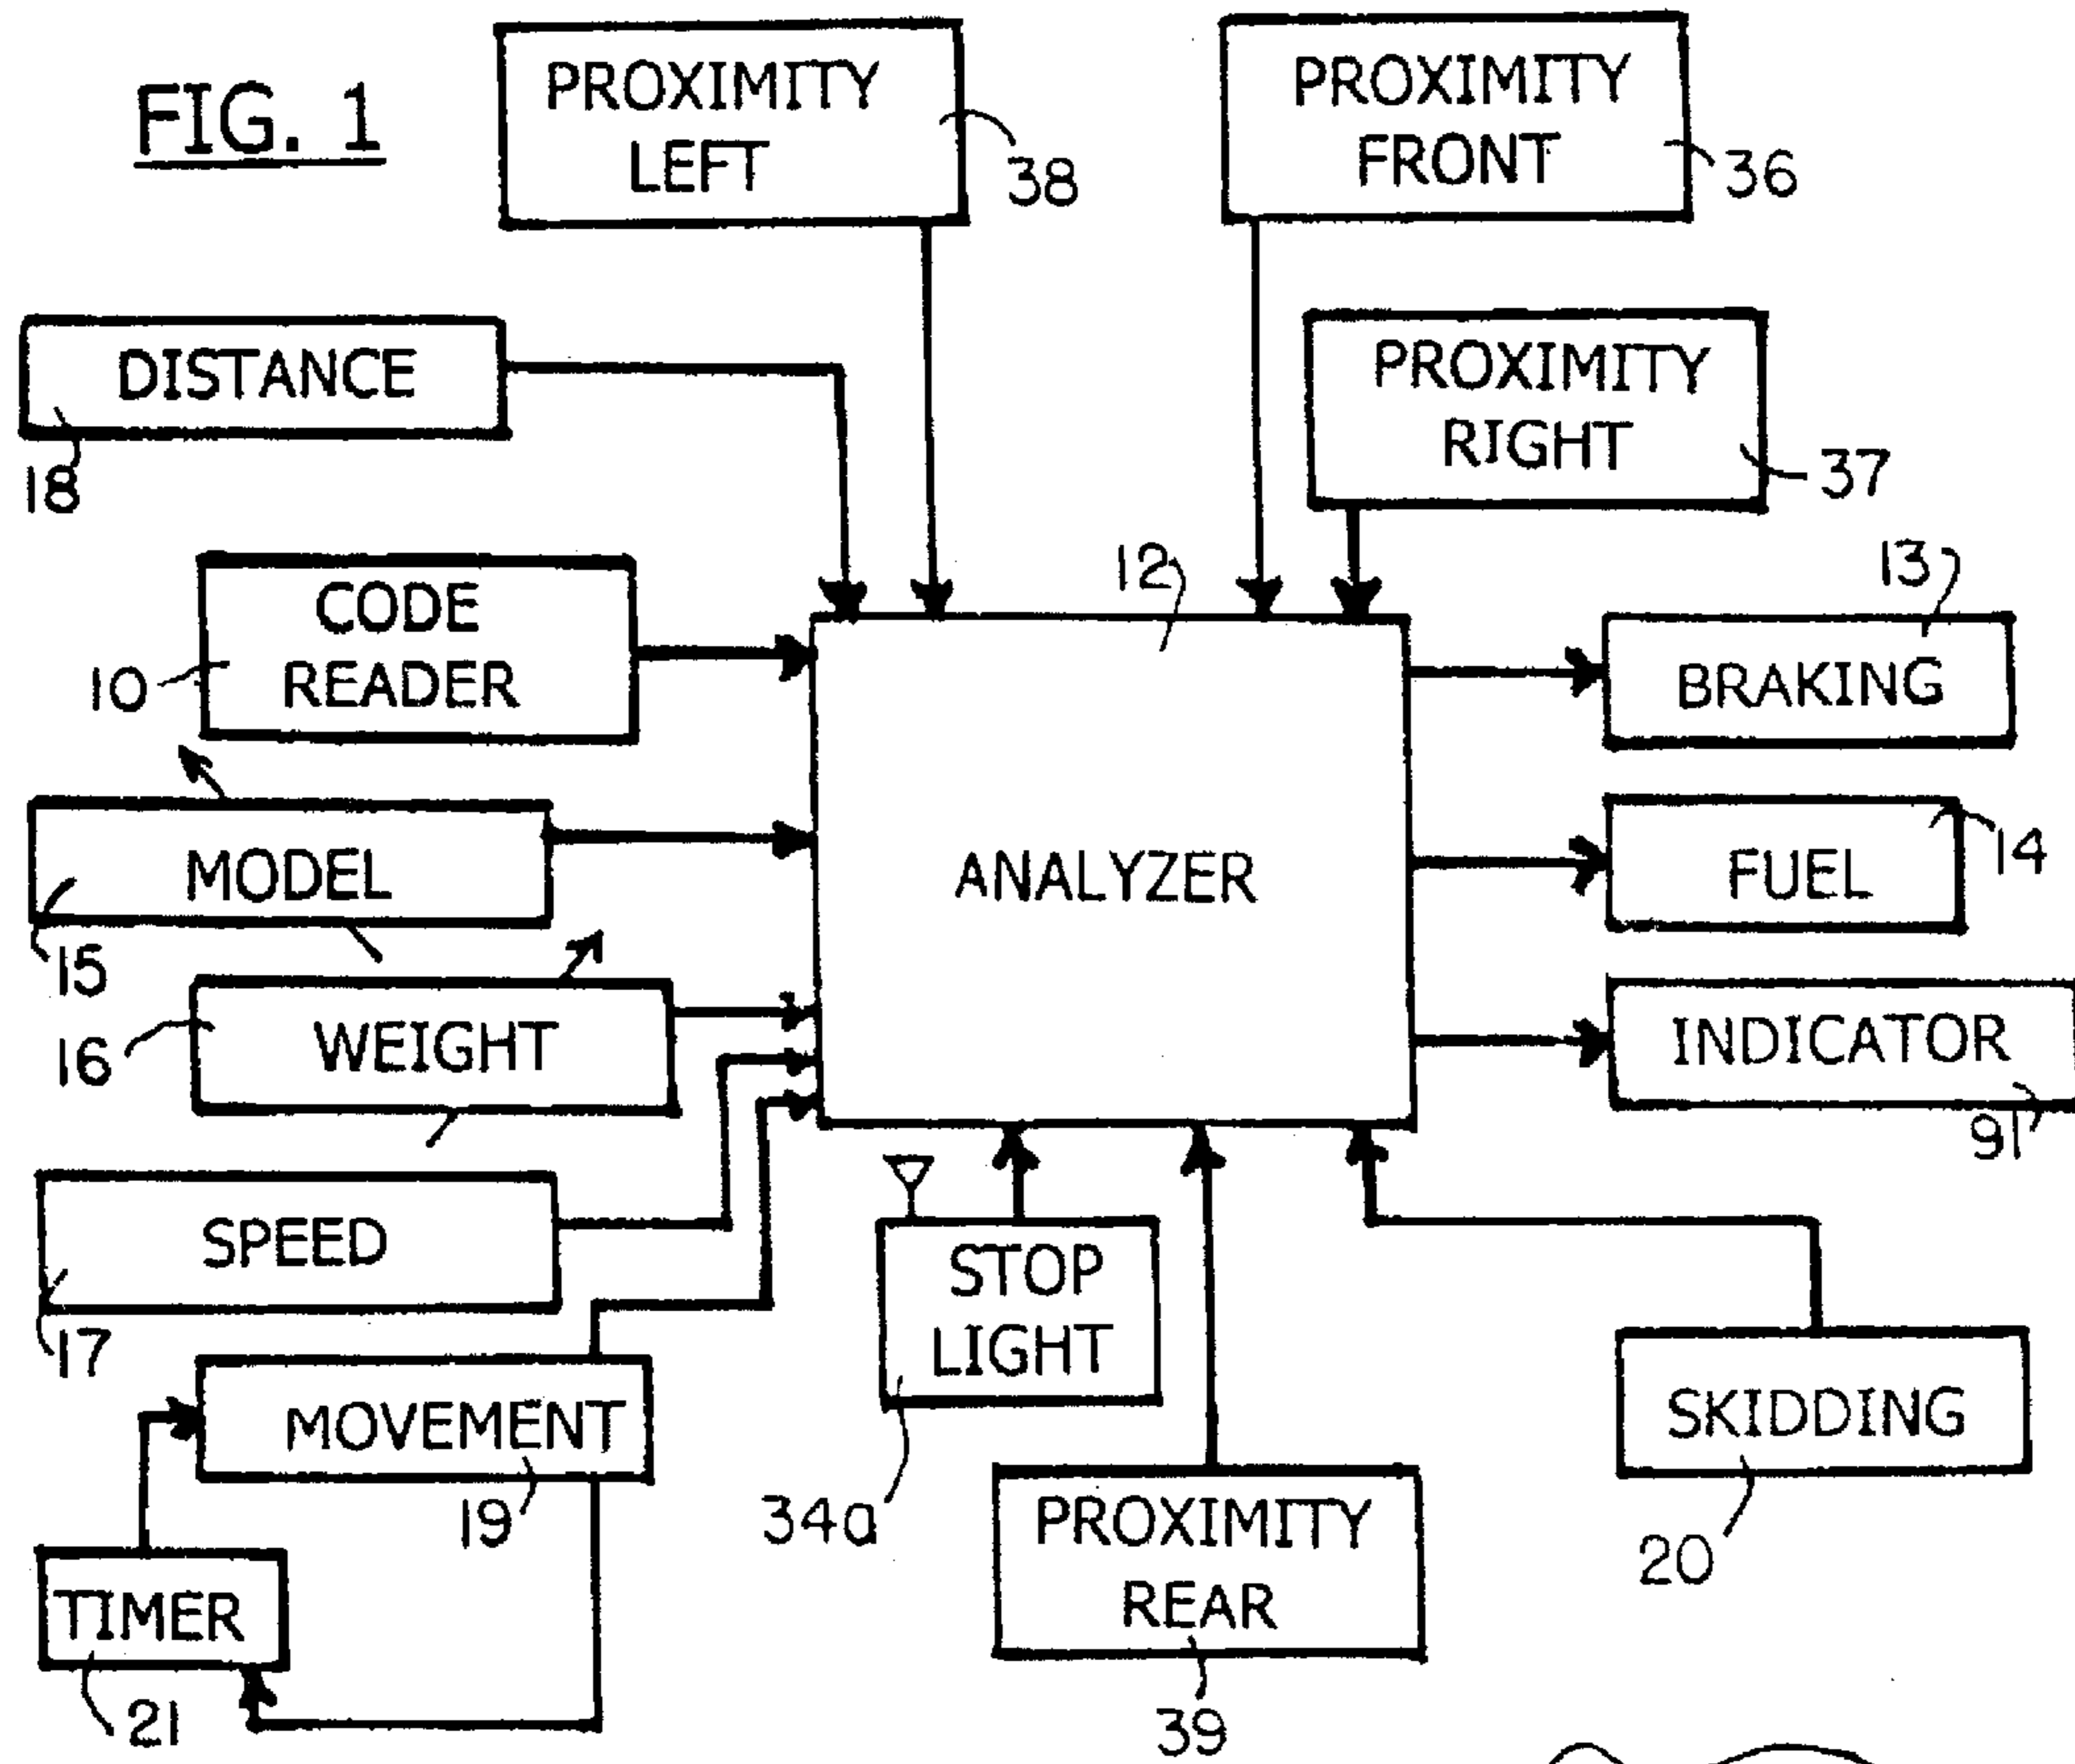 FIG. 1
PROXIMITY
LEFT
38
PROXIMITY
FRONT
36
DISTANCE
18
PROXIMITY
RIGHT
37
CODE
READER
10
12
13
BRAKING
MODEL
15
ANALYZER
FUEL
14
WEIGHT
16
INDICATOR
91
SPEED
17
STOP
LIGHT
34a
MOVEMENT
19
SKIDDING
20
PROXIMITY
REAR
39
TIMER
21